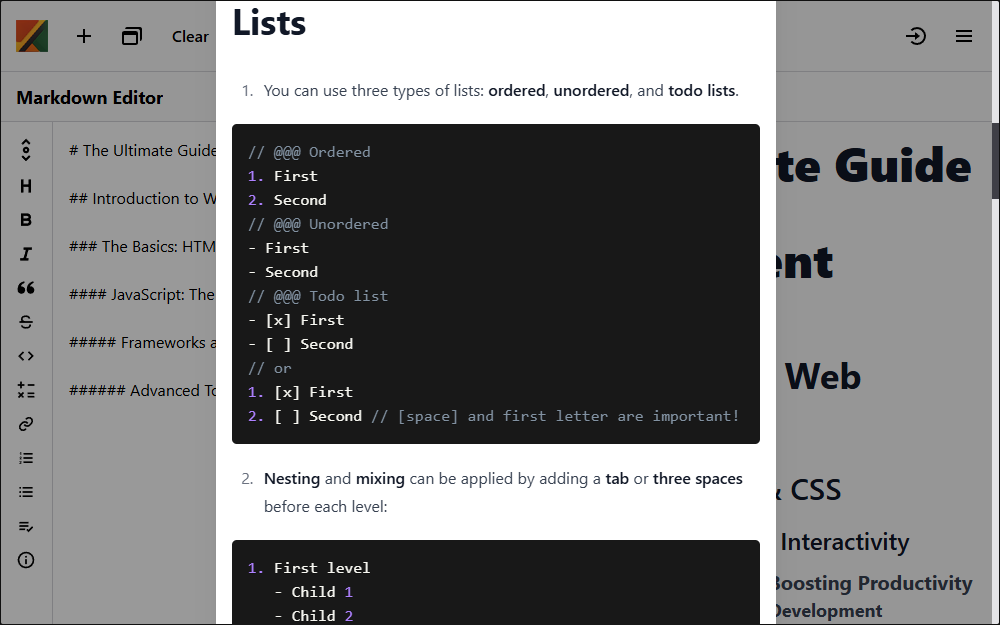 Clear
Markdown Editor
# The Ultimate Guide
## Introduction to W
### The Basics: HTM
#### JavaScript: The
##### Frameworks a
###### Advanced To
Lists
1. You can use three types of lists: ordered, unordered, and todo lists.
// @@@ Ordered
1. First
2. Second
// @@@ Unordered
- First
- Second
// @@@ Todo list
- [x] First
- [ ] Second
// or
1. [x] First
2. [ ] Second // [space] and first letter are important!
2. Nesting and mixing can be applied by adding a tab or three spaces
before each level:
1. First level
- Child 1
- Child 2
te Guide
ent
Web
& CSS
Interactivity
Boosting Productivity
Development